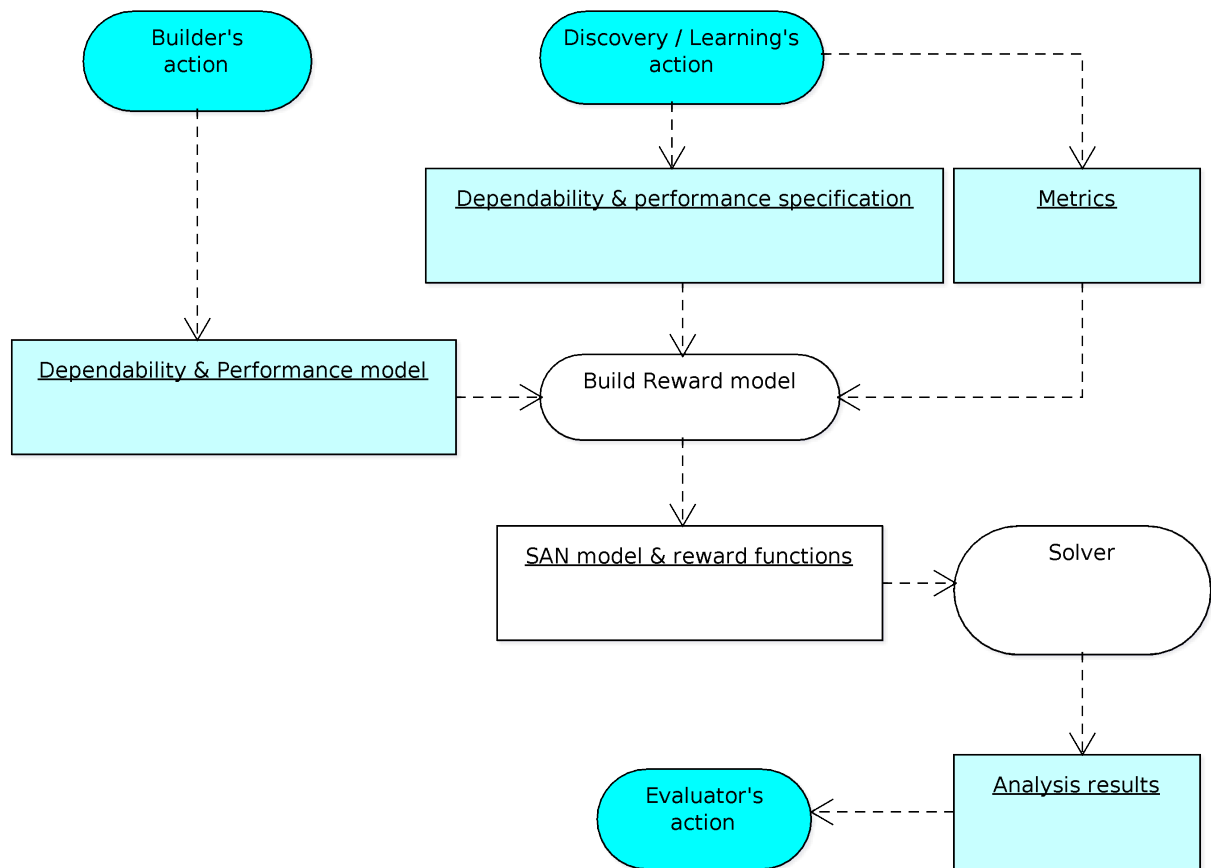 Builder's
action
Discovery / Learning's
action
Dependability & performance specification
Metrics
Dependability & Performance model
Build Reward model
SAN model & reward functions
Solver
Analysis results
Evaluator's
action